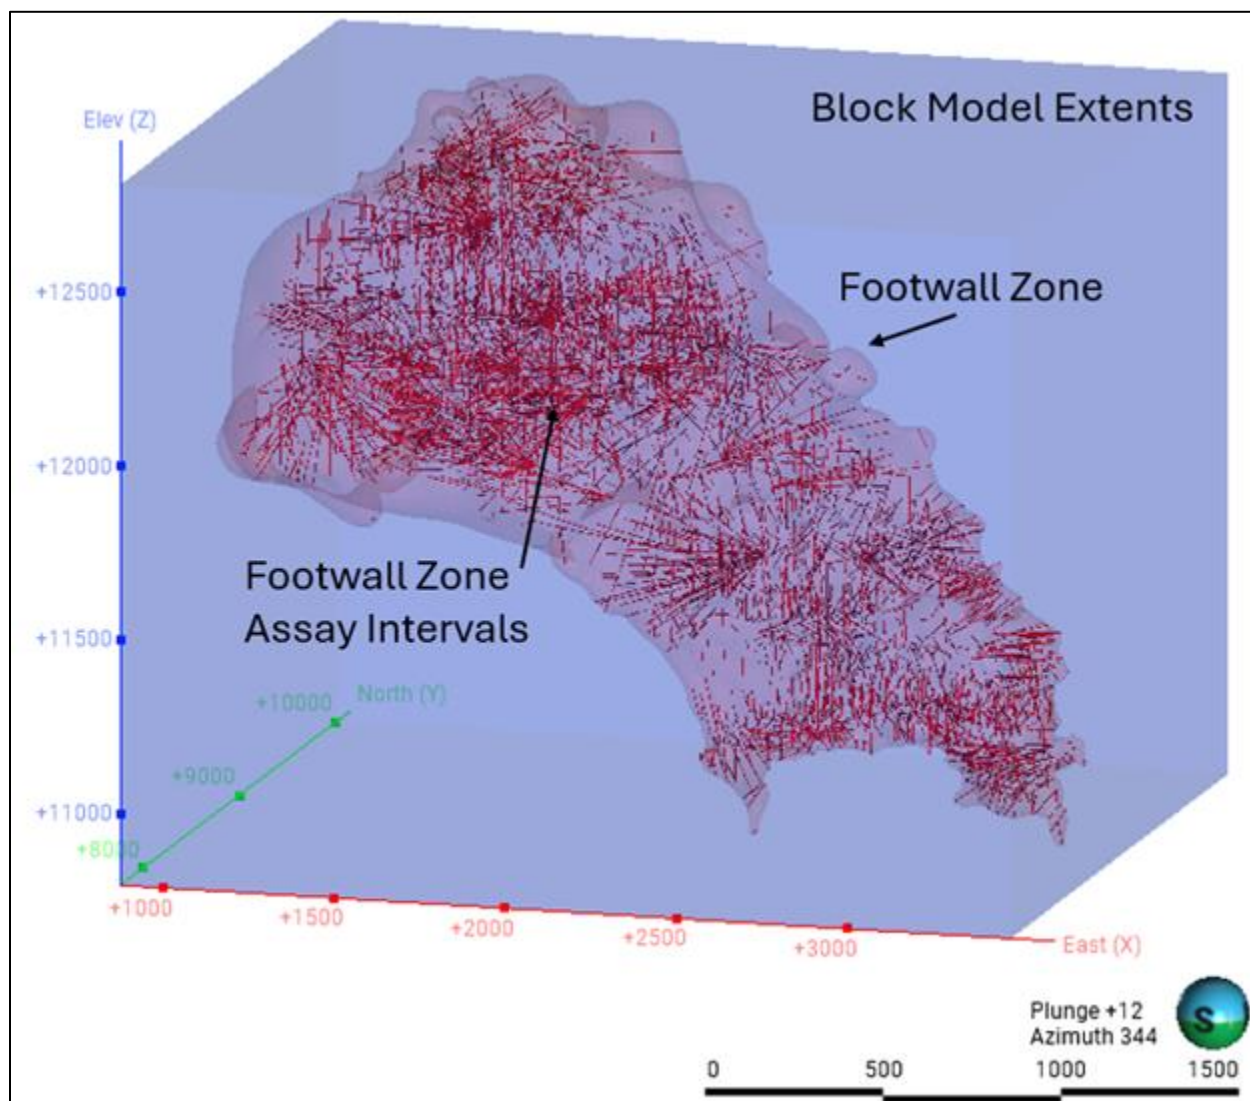 Block Model Extents
Elev (Z)
Footwall Zone
+12500
+12000
Footwall Zone
Assay Intervals
+11500
North (Y)
+10000
+9000
+11000
+8000
+1000
+1500
+2000
+2500
+3000
East (X)
Plunge +12
Azimuth 344
S
0 500 1000 1500